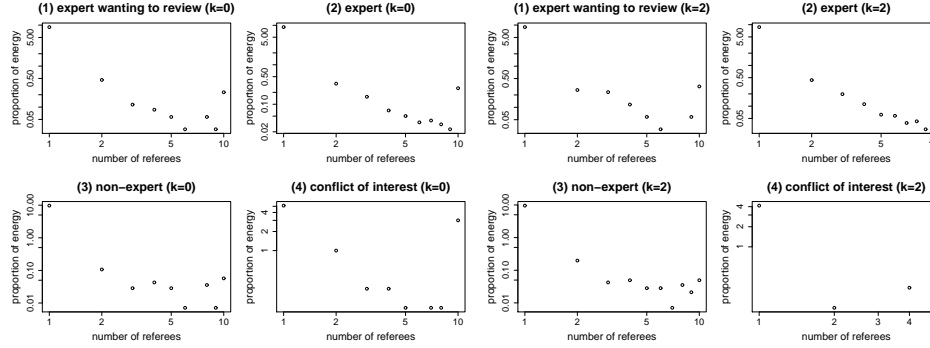 (1) expert wanting to review (k=0)
proportion of energy
0.05 0.50 5.00
1 2 5 10
number of referees
(2) expert (k=0)
proportion of energy
0.02 0.10 0.50 5.00
1 2 5 10
number of referees
(1) expert wanting to review (k=2)
proportion of energy
0.05 0.50 5.00
1 2 5 10
number of referees
(2) expert (k=2)
proportion of energy
0.05 0.50 5.00
1 2 5
number of referees
(3) non−expert (k=0)
proportion of energy
0.01 0.10 1.00 10.00
1 2 5 10
number of referees
(4) conflict of interest (k=0)
proportion of energy
1 2 4
1 2 5 10
number of referees
(3) non−expert (k=2)
proportion of energy
0.01 0.10 1.00 10.00
1 2 5 10
number of referees
(4) conflict of interest (k=2)
proportion of energy
1 2 4
1 2 3 4
number of referees